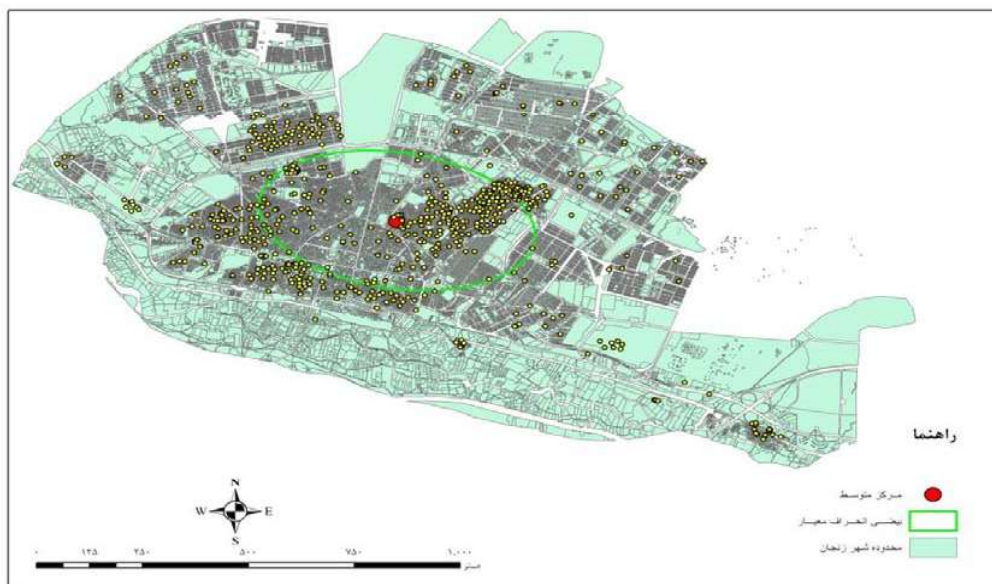 راهنما
مرکز متوسط
بیضی انحراف معیار
محدوده شهر زنجان
N
W E
S
۰ ۱۲۵ ۲۵۰ ۵۰۰ ۷۵۰ ۱,۰۰۰
متر